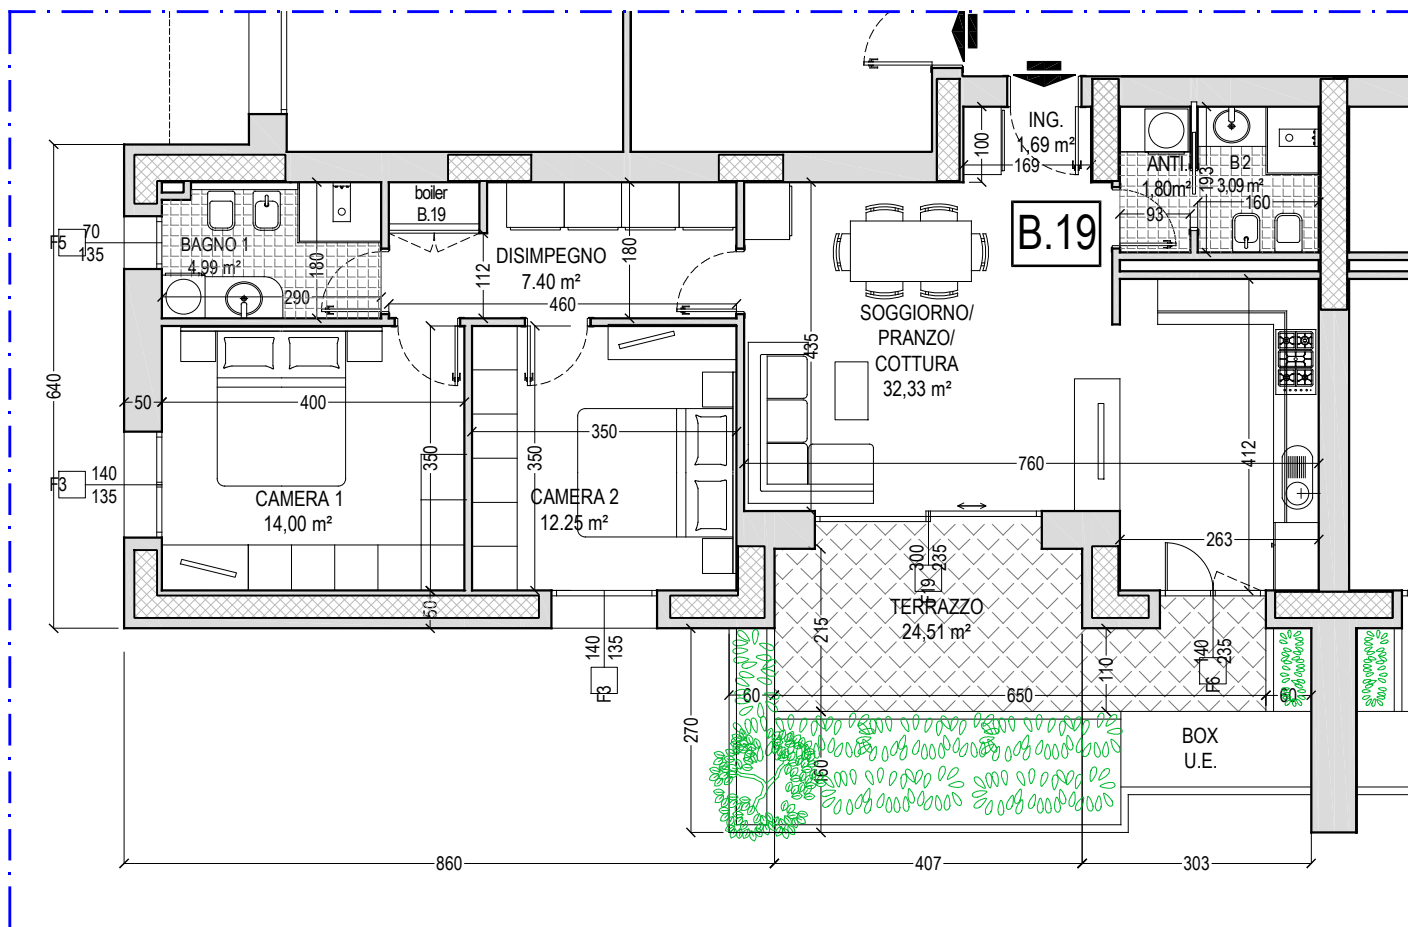 ING.
1,69 m²
100
169
ANTI.
1,80m²
93
193
B.2
3,09 m²
160
boiler
B.19
B.19
F5
70
135
BAGNO 1
4,99 m²
180
290
112
DISIMPEGNO
7.40 m²
180
460
SOGGIORNO/
PRANZO/
COTTURA
32,33 m²
435
640
50
400
350
350
350
760
412
263
F3
140
135
CAMERA 1
14,00 m²
CAMERA 2
12.25 m²
50
300
235
F19
TERRAZZO
24,51 m²
215
110
140
135
F3
140
235
F6
60
650
60
270
160
BOX
U.E.
860
407
303